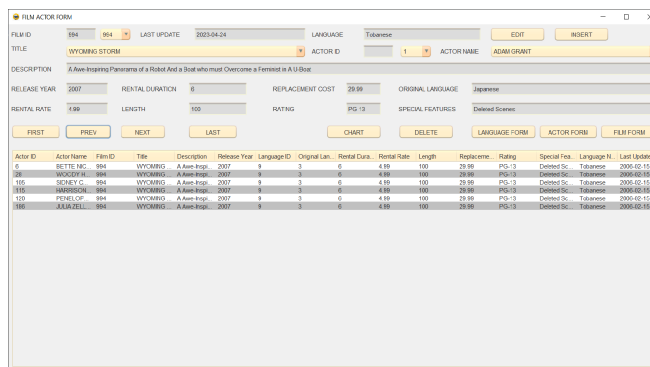 FILM ACTOR FORM
FILM ID 994 994 LAST UPDATE 2023-04-24 LANGUAGE Tobanese EDIT INSERT
TITLE WYOMING STORM ACTOR ID 1 ACTOR NAME ADAM GRANT
DESCRIPTION A Awe-Inspiring Panorama of a Robot And a Boat who must Overcome a Feminist in A U-Boat
RELEASE YEAR 2007 RENTAL DURATION 6 REPLACEMENT COST 29.99 ORIGINAL LANGUAGE Japanese
RENTAL RATE 4.99 LENGTH 100 RATING PG-13 SPECIAL FEATURES Deleted Scenes
FIRST PREV NEXT LAST CHART DELETE LANGUAGE FORM ACTOR FORM FILM FORM
Actor ID Actor Name Film ID Title Description Release Year Language ID Original Lan... Rental Dura... Rental Rate Length Replaceme... Rating Special Fea... Language N... Last Update
6 BETTE NIC... 994 WYOMING ... A Awe-Inspi... 2007 9 3 6 4.99 100 29.99 PG-13 Deleted Sc... Tobanese 2006-02-15
28 WOODY H... 994 WYOMING ... A Awe-Inspi... 2007 9 3 6 4.99 100 29.99 PG-13 Deleted Sc... Tobanese 2006-02-15
105 SIDNEY C... 994 WYOMING ... A Awe-Inspi... 2007 9 3 6 4.99 100 29.99 PG-13 Deleted Sc... Tobanese 2006-02-15
115 HARRISON... 994 WYOMING ... A Awe-Inspi... 2007 9 3 6 4.99 100 29.99 PG-13 Deleted Sc... Tobanese 2006-02-15
120 PENELOP... 994 WYOMING ... A Awe-Inspi... 2007 9 3 6 4.99 100 29.99 PG-13 Deleted Sc... Tobanese 2006-02-15
186 JULIA ZELL... 994 WYOMING ... A Awe-Inspi... 2007 9 3 6 4.99 100 29.99 PG-13 Deleted Sc... Tobanese 2006-02-15